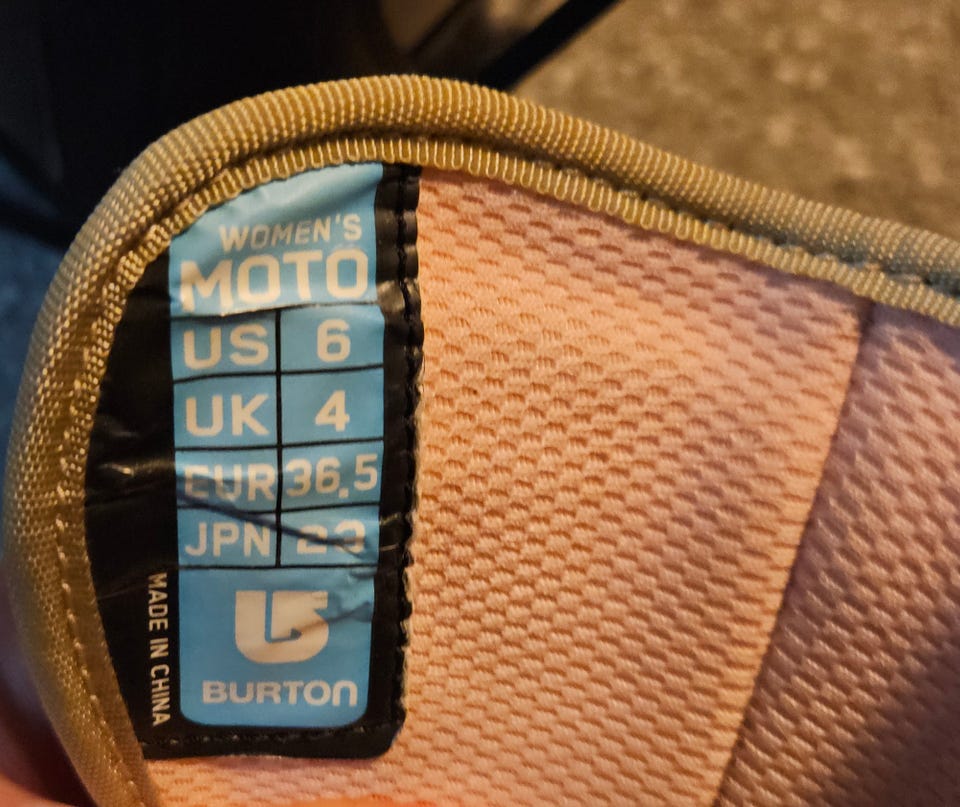 WOMEN'S
MOTO
US 6
UK 4
EUR 36.5
JPN 23
MADE IN CHINA
BURTON